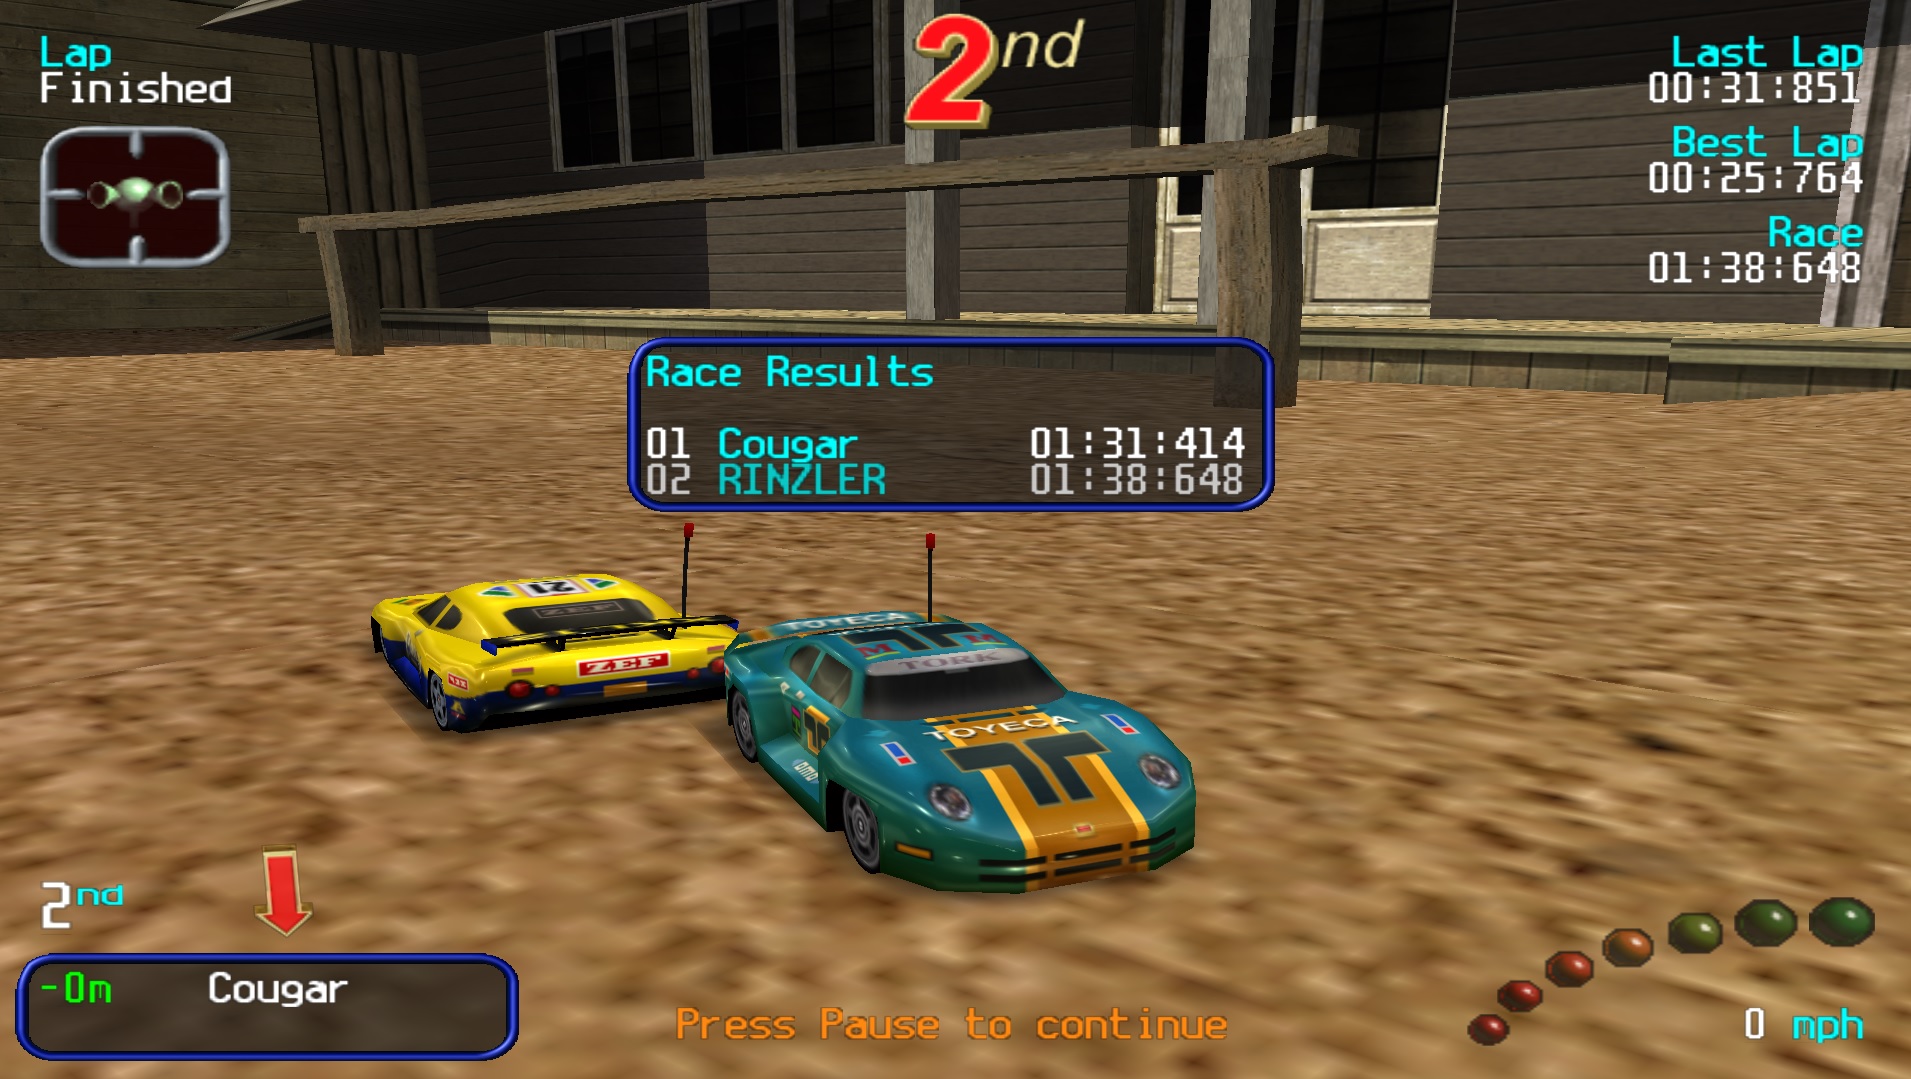 2nd
Lap
Finished
Last Lap
00:31:851
Best Lap
00:25:764
Race
01:38:648
Race Results
01 Cougar 01:31:414
02 RINZLER 01:38:648
21
ZEF
ZEF
TOYECA
M M
TORK
TOYECA
2nd
-0m Cougar
Press Pause to continue
0 mph